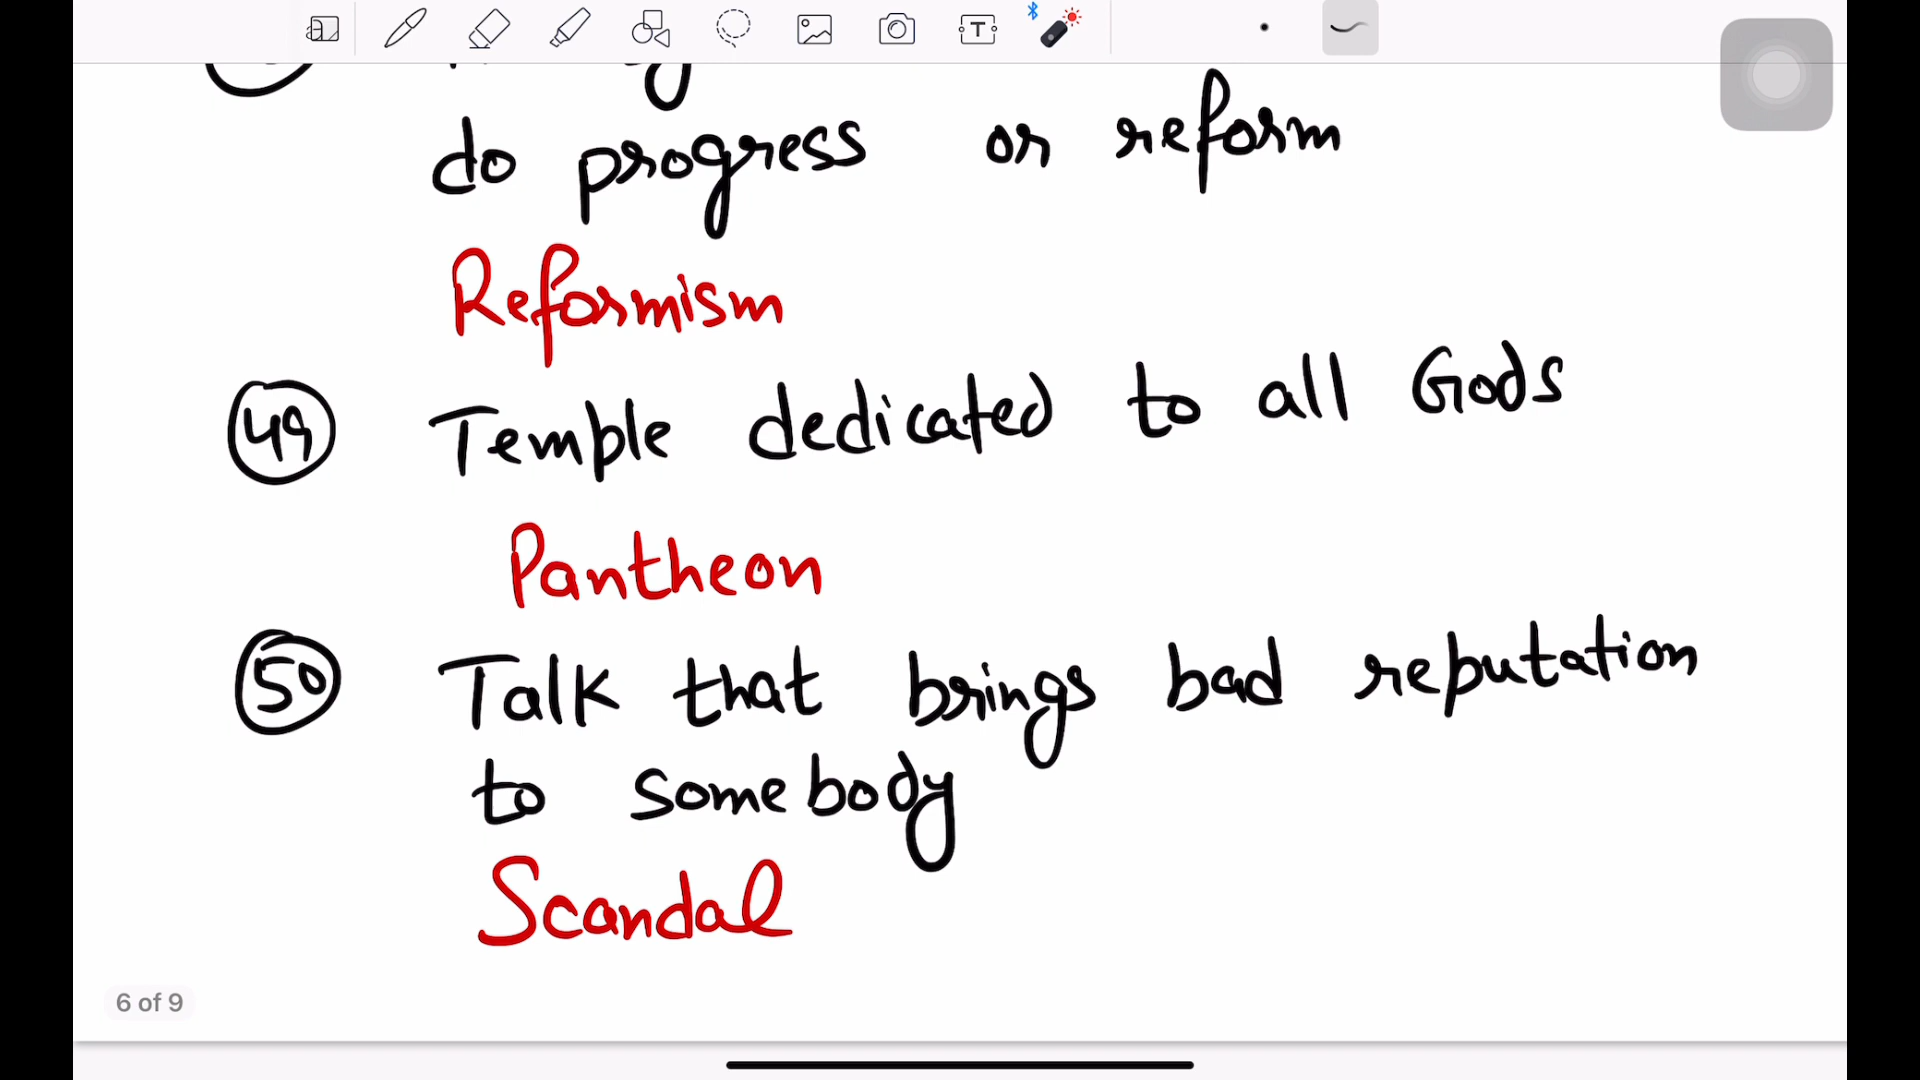 do progress or reform
Reformism
49 Temple dedicated to all Gods
Pantheon
50 Talk that brings bad reputation
to somebody
Scandal
6 of 9